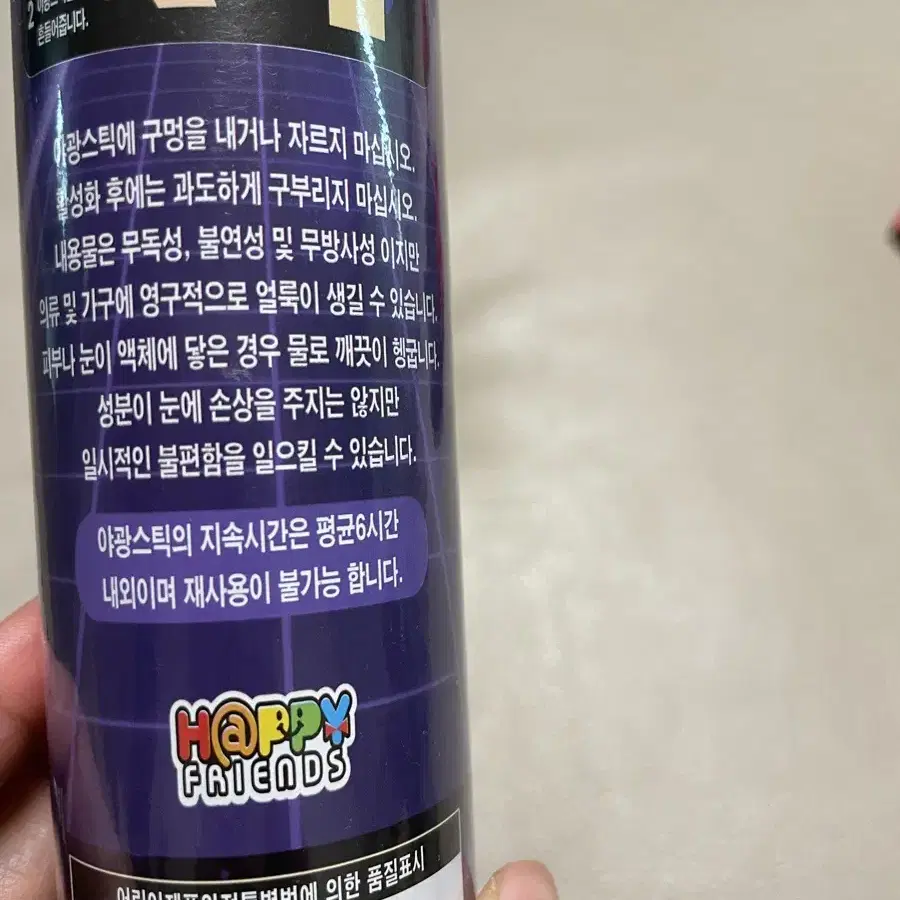 2
흔들어줍니다.
야광스틱에 구멍을 내거나 자르지 마십시오.
활성화 후에는 과도하게 구부리지 마십시오.
내용물은 무독성, 불연성 및 무방사성 이지만
의류 및 가구에 영구적으로 얼룩이 생길 수 있습니다.
피부나 눈이 액체에 닿은 경우 물로 깨끗이 헹굽니다.
성분이 눈에 손상을 주지는 않지만
일시적인 불편함을 일으킬 수 있습니다.
야광스틱의 지속시간은 평균6시간
내외이며 재사용이 불가능 합니다.
H@PPY
FRIENDS
어린이제품안전특별법에 의한 품질표시